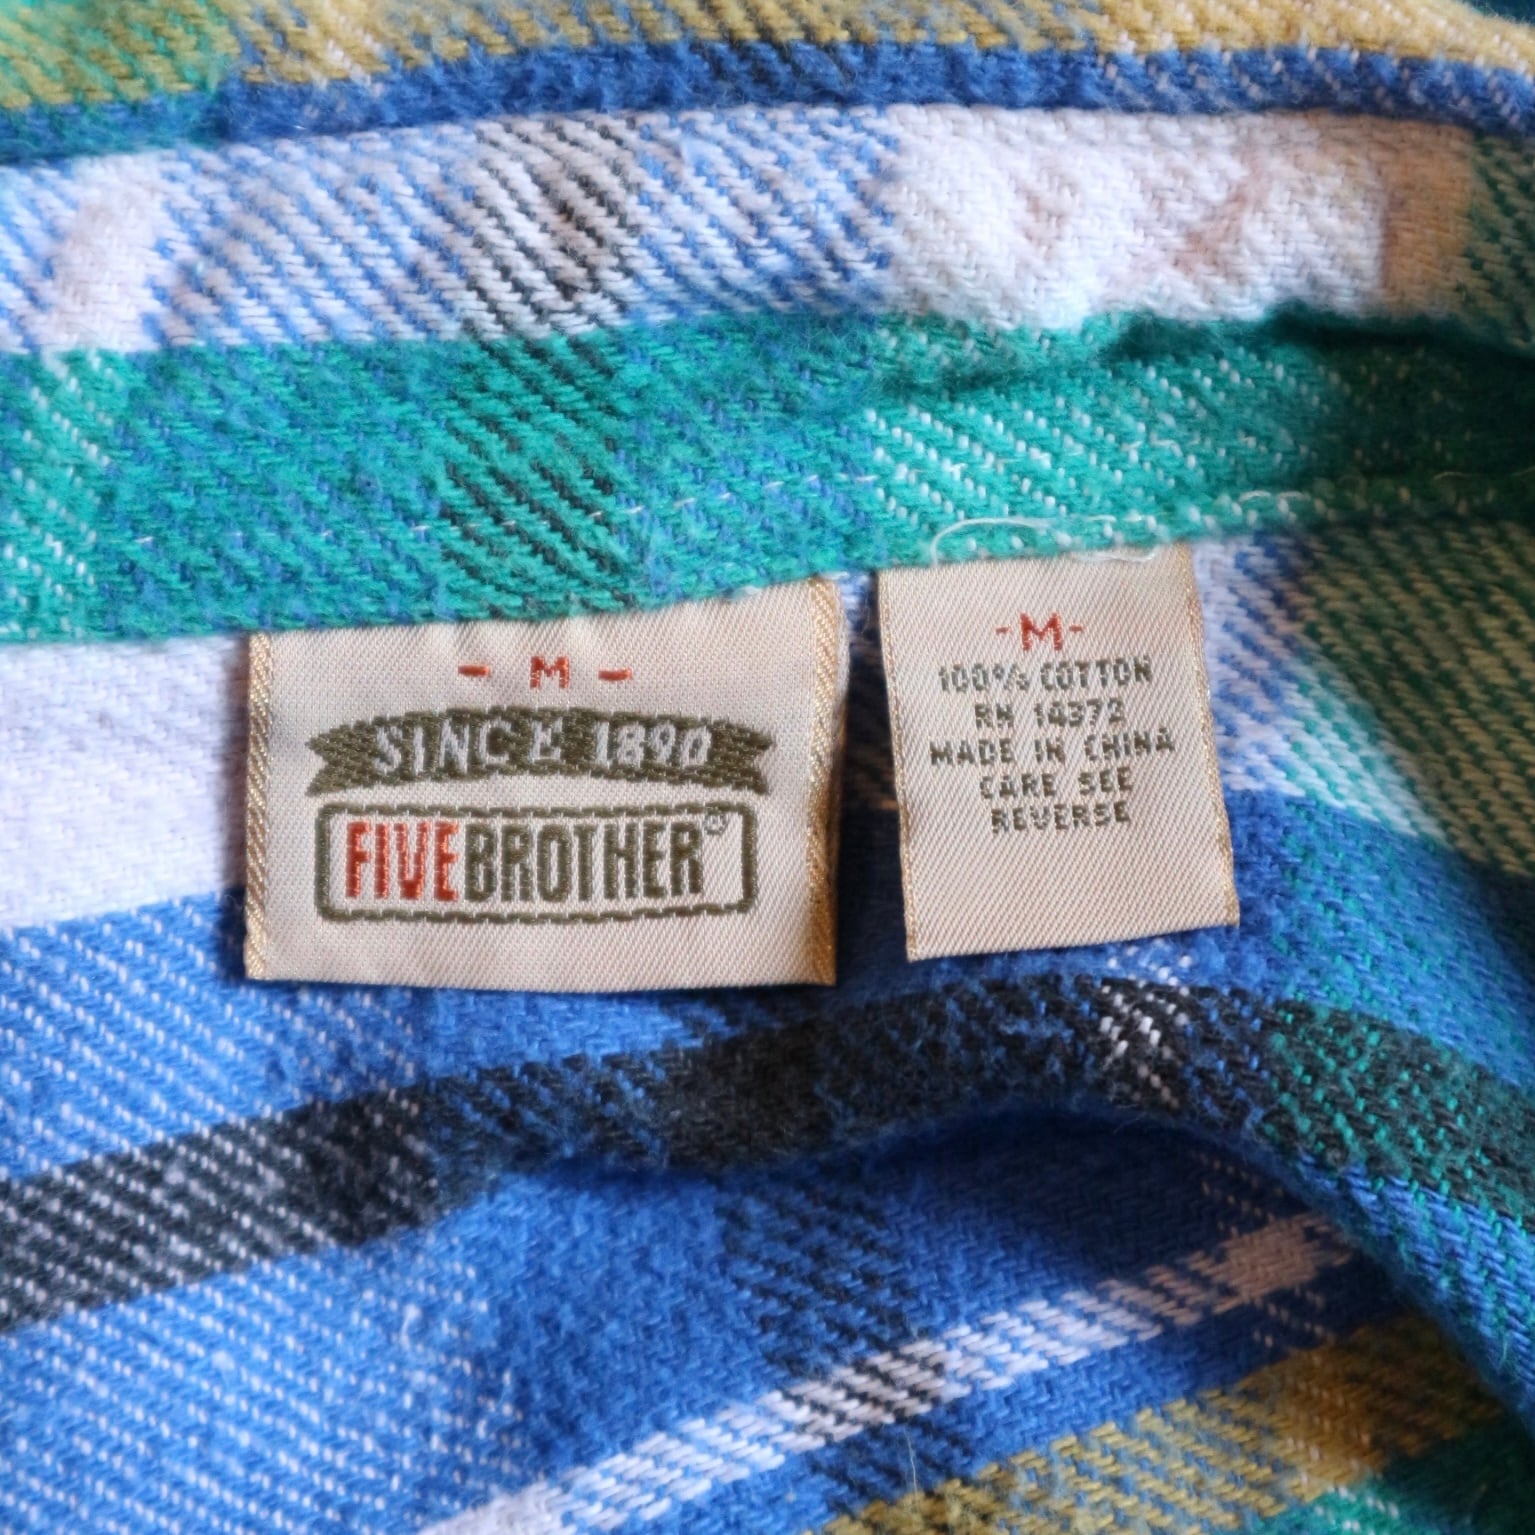 - M -
SINCE 1890
FIVEBROTHER®
-M-
100% COTTON
RN 14372
MADE IN CHINA
CARE SEE
REVERSE